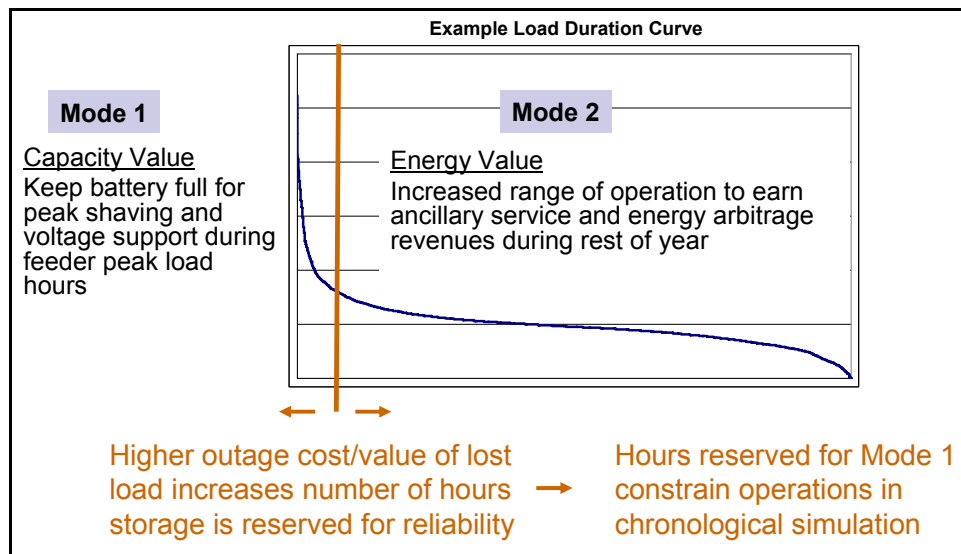 Example Load Duration Curve
Mode 1
Capacity Value
Keep battery full for
peak shaving and
voltage support during
feeder peak load
hours
Mode 2
Energy Value
Increased range of operation to earn
ancillary service and energy arbitrage
revenues during rest of year
Higher outage cost/value of lost
load increases number of hours
storage is reserved for reliability
Hours reserved for Mode 1
constrain operations in
chronological simulation